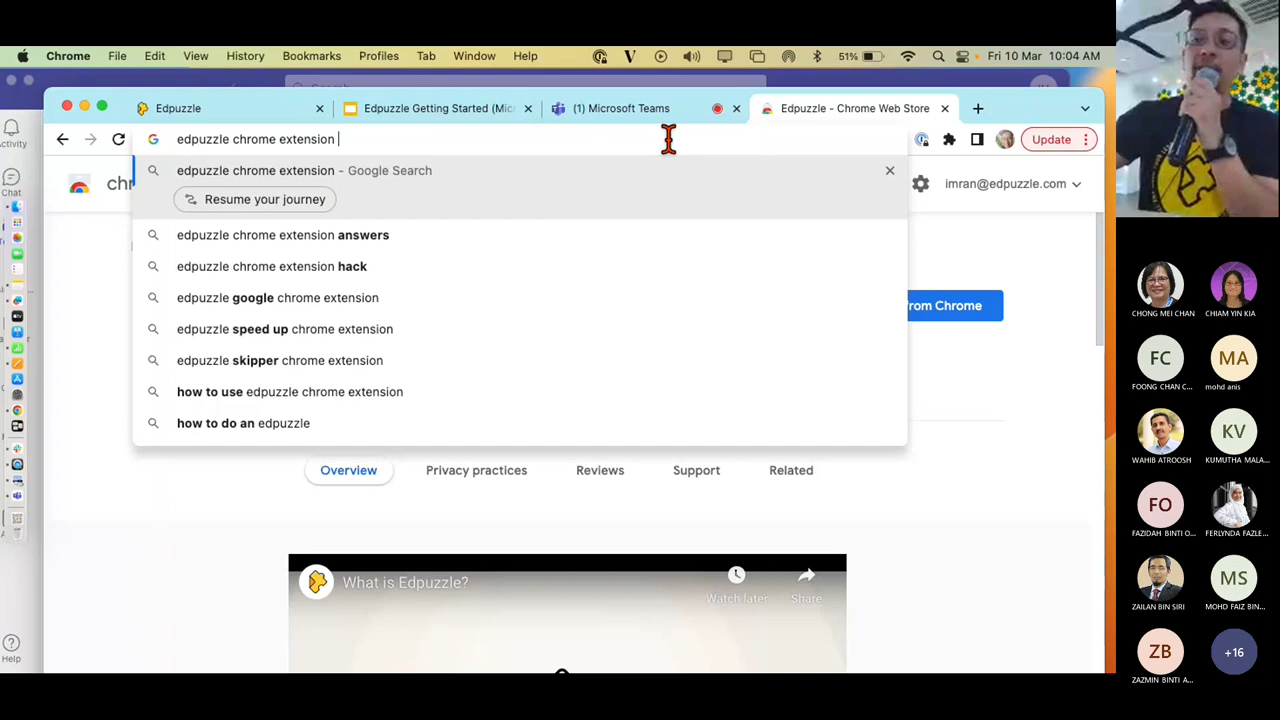 Chrome File Edit View History Bookmarks Profiles Tab Window Help 51% Fri 10 Mar 10:04 AM
Search
Edpuzzle
Edpuzzle Getting Started (Mic
(1) Microsoft Teams
Edpuzzle - Chrome Web Store
edpuzzle chrome extension
Update
edpuzzle chrome extension - Google Search
Resume your journey
chr
imran@edpuzzle.com
edpuzzle chrome extension answers
edpuzzle chrome extension hack
edpuzzle google chrome extension
from Chrome
edpuzzle speed up chrome extension
edpuzzle skipper chrome extension
how to use edpuzzle chrome extension
how to do an edpuzzle
Overview Privacy practices Reviews Support Related
What is Edpuzzle?
Watch later
Share
Activity
Chat
Help
CHONG MEI CHAN
CHIAM YIN KIA
FC
FOONG CHAN C...
MA
mohd anis
WAHIB ATROOSH
KV
KUMUTHA MALA...
FO
FAZIDAH BINTI O...
FERLYNDA FAZLE...
ZAILAN BIN SIRI
MS
MOHD FAIZ BIN...
ZB
ZAZMIN BINTI A...
+16